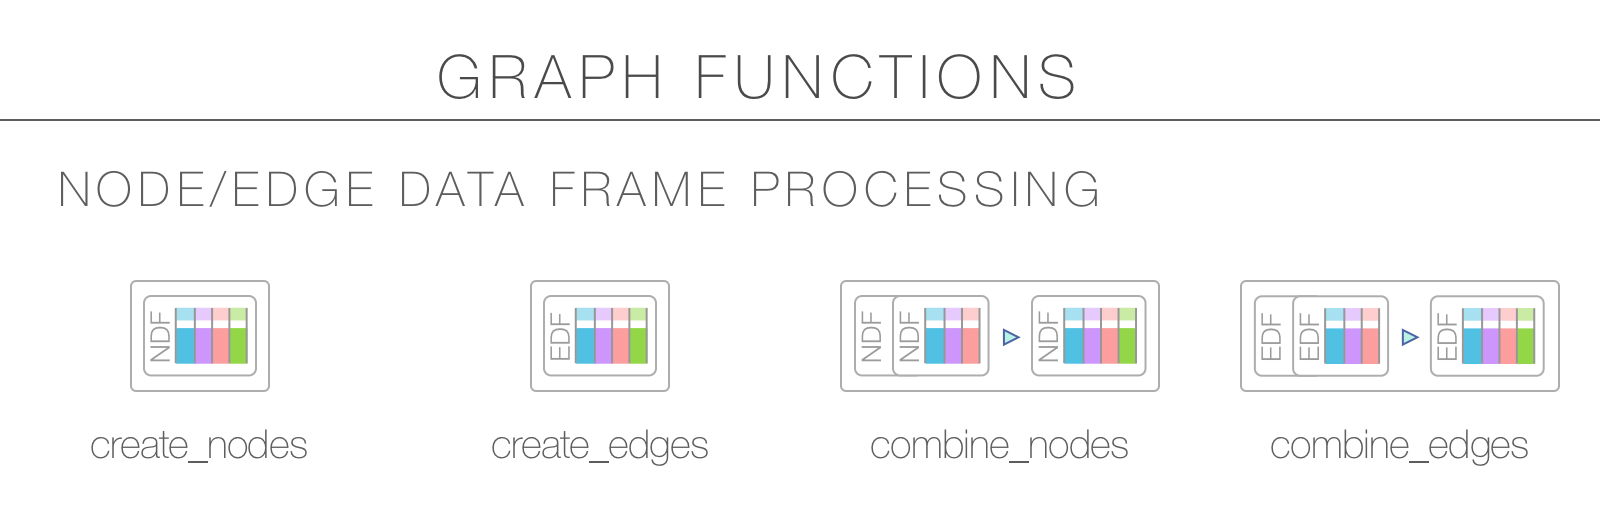 GRAPH FUNCTIONS
NODE/EDGE DATA FRAME PROCESSING
NDF
EDF
NDF NDF NDF
EDF EDF EDF
create_nodes
create_edges
combine_nodes
combine_edges